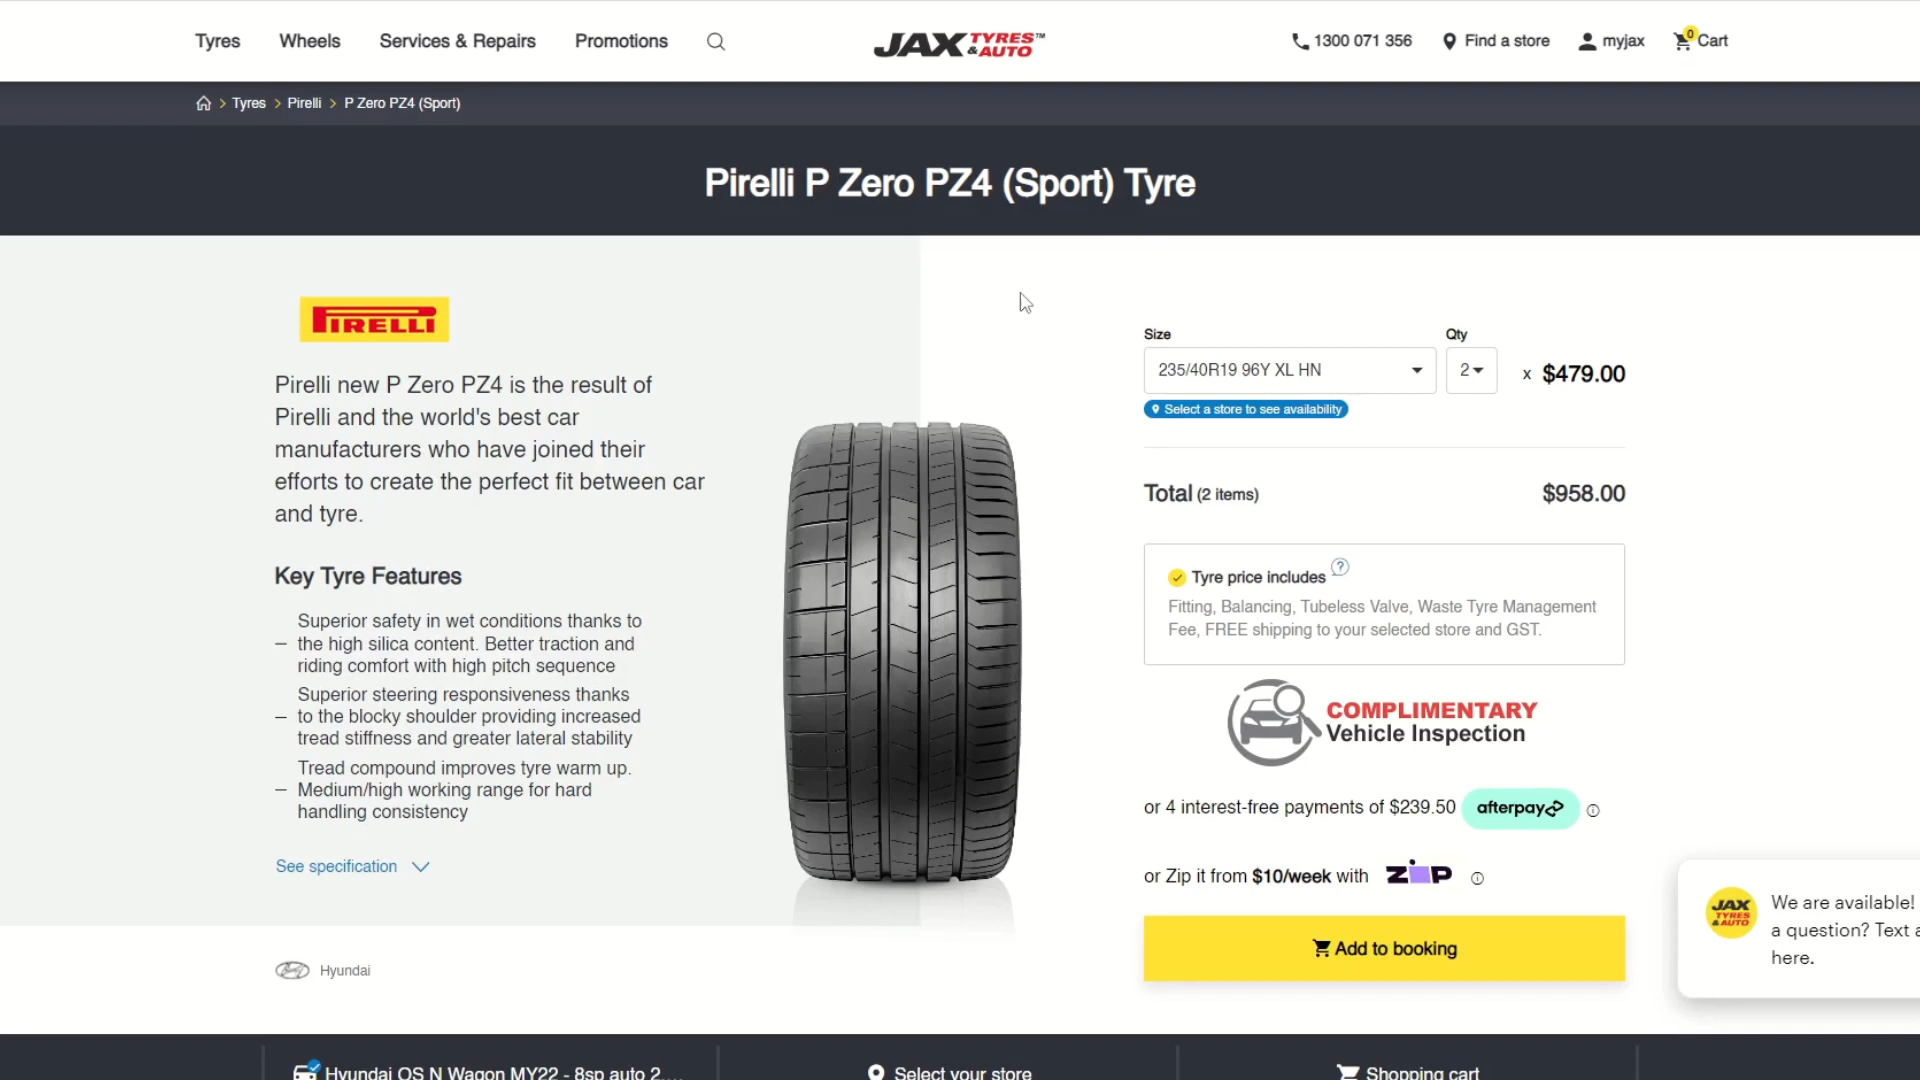 Tyres Wheels Services & Repairs Promotions
JAX TYRES & AUTO™
1300 071 356 Find a store myjax 0 Cart
Tyres > Pirelli > P Zero PZ4 (Sport)
Pirelli P Zero PZ4 (Sport) Tyre
PIRELLI
Pirelli new P Zero PZ4 is the result of
Pirelli and the world's best car
manufacturers who have joined their
efforts to create the perfect fit between car
and tyre.
Key Tyre Features
Superior safety in wet conditions thanks to
– the high silica content. Better traction and
riding comfort with high pitch sequence
Superior steering responsiveness thanks
– to the blocky shoulder providing increased
tread stiffness and greater lateral stability
Tread compound improves tyre warm up.
– Medium/high working range for hard
handling consistency
See specification
Hyundai
Size Qty
235/40R19 96Y XL HN 2 x $479.00
Select a store to see availability
Total (2 items) $958.00
Tyre price includes ?
Fitting, Balancing, Tubeless Valve, Waste Tyre Management
Fee, FREE shipping to your selected store and GST.
COMPLIMENTARY
Vehicle Inspection
or 4 interest-free payments of $239.50 afterpay
or Zip it from $10/week with ZIP
Add to booking
JAX TYRES & AUTO
We are available!
a question? Text a
here.
Hyundai OS N Wagon MY22 - 8sp auto 2....
Select your store
Shopping cart